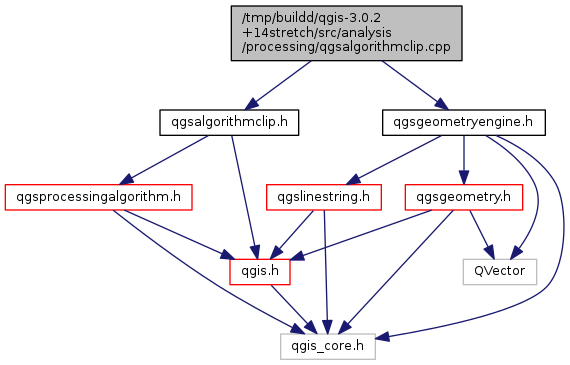 /tmp/buildd/qgis-3.0.2
+14stretch/src/analysis
/processing/qgsalgorithmclip.cpp
qgsalgorithmclip.h
qgsgeometryengine.h
qgsprocessingalgorithm.h
qgslinestring.h
qgsgeometry.h
qgis.h
QVector
qgis_core.h